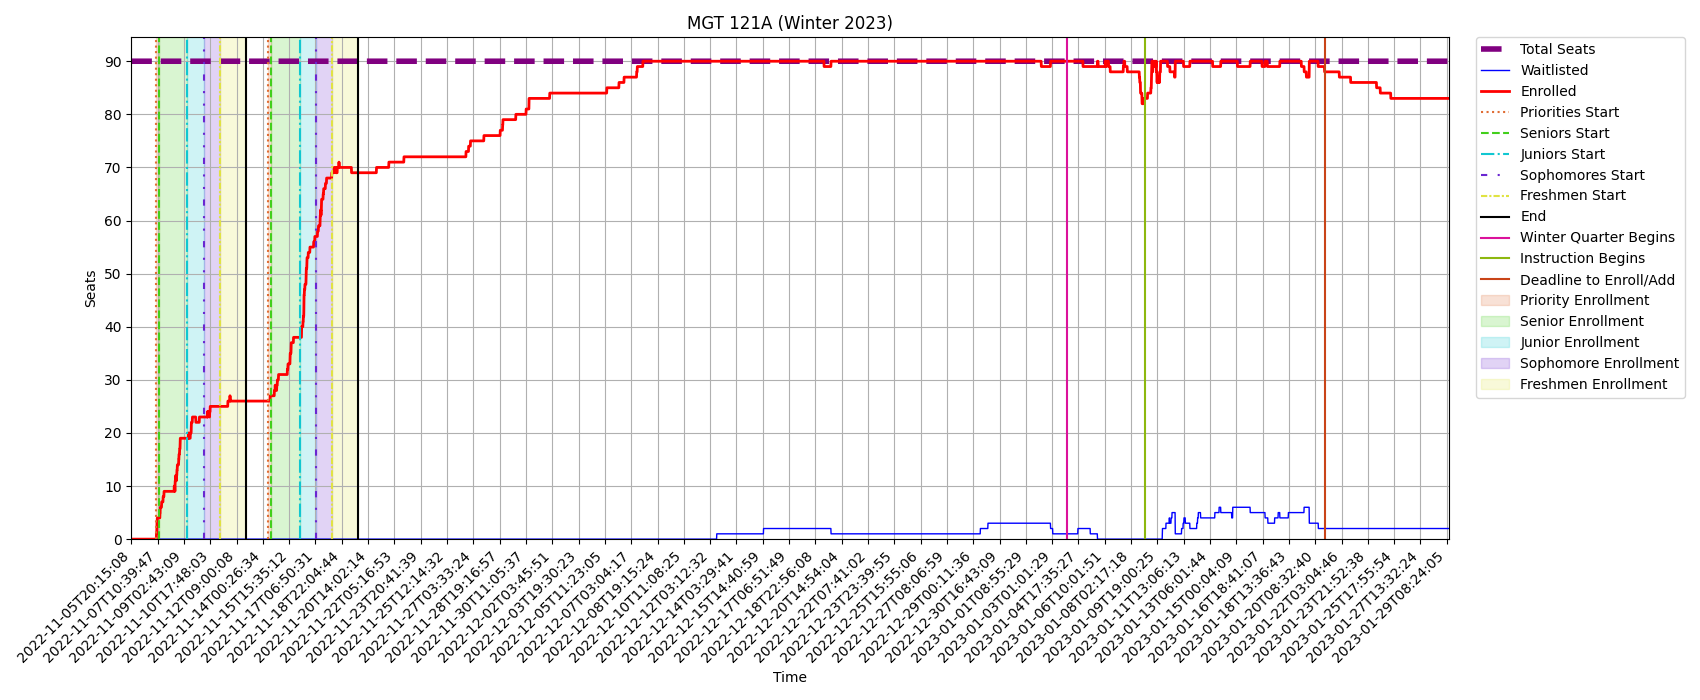 MGT 121A (Winter 2023)
Seats
90
80
70
60
50
40
30
20
10
0
2022-11-05T20:15:08
2022-11-07T10:39:47
2022-11-09T02:43:09
2022-11-10T17:48:03
2022-11-12T09:00:08
2022-11-14T00:26:34
2022-11-15T15:35:12
2022-11-17T06:50:31
2022-11-18T22:04:44
2022-11-20T14:02:14
2022-11-22T05:16:53
2022-11-23T20:41:39
2022-11-25T12:14:32
2022-11-27T03:33:24
2022-11-28T19:16:57
2022-11-30T11:05:37
2022-12-02T03:45:51
2022-12-03T19:30:23
2022-12-05T11:23:05
2022-12-07T03:04:17
2022-12-08T19:15:24
2022-12-10T11:08:25
2022-12-12T03:12:32
2022-12-14T03:29:41
2022-12-15T14:40:59
2022-12-17T06:51:49
2022-12-18T22:56:08
2022-12-20T14:54:04
2022-12-22T07:41:02
2022-12-23T23:39:55
2022-12-25T15:55:06
2022-12-27T08:06:59
2022-12-29T00:11:36
2022-12-30T16:43:09
2023-01-01T08:55:29
2023-01-03T01:01:29
2023-01-04T17:35:27
2023-01-06T10:01:51
2023-01-08T02:17:18
2023-01-09T19:00:25
2023-01-11T13:06:13
2023-01-13T06:01:44
2023-01-15T00:04:09
2023-01-16T18:41:07
2023-01-18T13:36:43
2023-01-20T08:32:40
2023-01-22T03:04:46
2023-01-23T21:52:38
2023-01-25T17:55:54
2023-01-27T13:32:24
2023-01-29T08:24:05
Time
Total Seats
Waitlisted
Enrolled
Priorities Start
Seniors Start
Juniors Start
Sophomores Start
Freshmen Start
End
Winter Quarter Begins
Instruction Begins
Deadline to Enroll/Add
Priority Enrollment
Senior Enrollment
Junior Enrollment
Sophomore Enrollment
Freshmen Enrollment